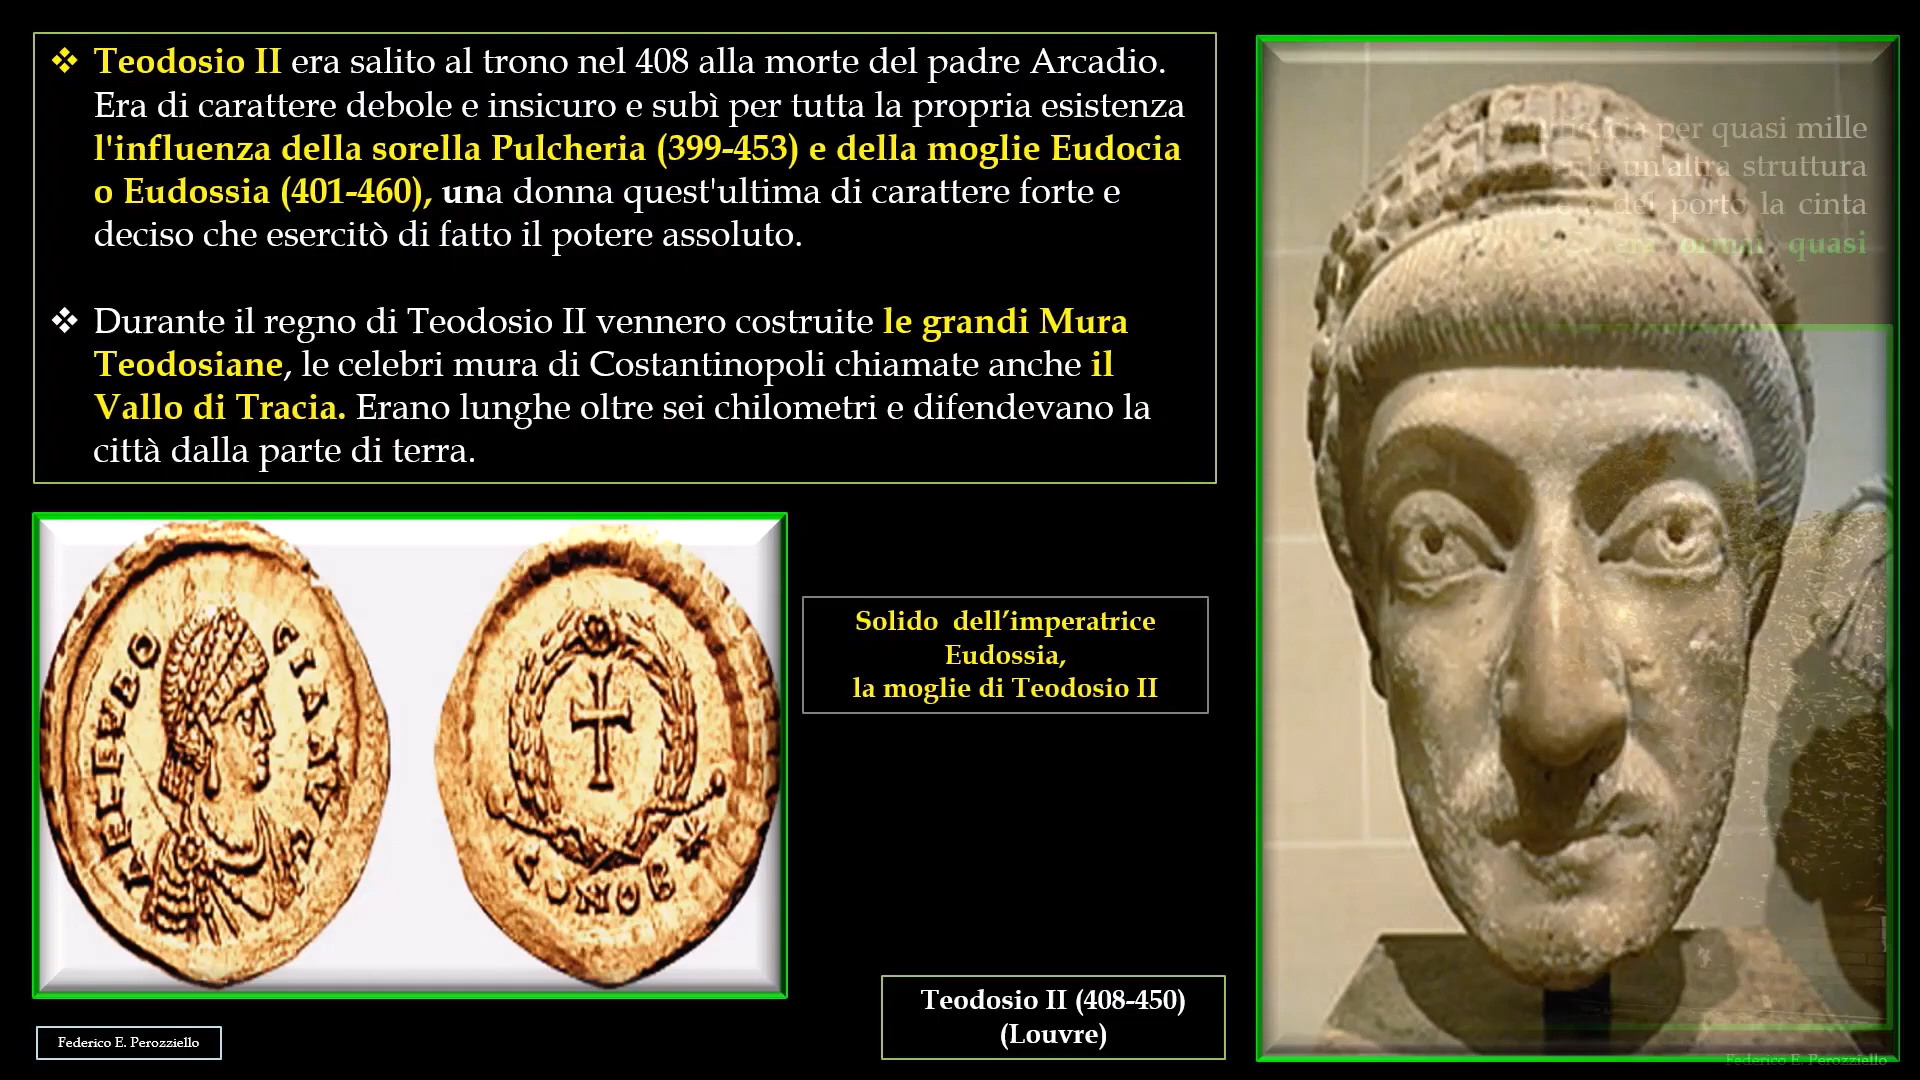 ❖ Teodosio II era salito al trono nel 408 alla morte del padre Arcadio.
Era di carattere debole e insicuro e subì per tutta la propria esistenza
l'influenza della sorella Pulcheria (399-453) e della moglie Eudocia
o Eudossia (401-460), una donna quest'ultima di carattere forte e
deciso che esercitò di fatto il potere assoluto.
❖ Durante il regno di Teodosio II vennero costruite le grandi Mura
Teodosiane, le celebri mura di Costantinopoli chiamate anche il
Vallo di Tracia. Erano lunghe oltre sei chilometri e difendevano la
città dalla parte di terra.
per quasi mille
un'altra struttura
del porto la cinta
era ormai quasi
Solido dell'imperatrice
Eudossia,
la moglie di Teodosio II
CONOB
Teodosio II (408-450)
(Louvre)
Federico E. Perozziello
Federico E. Perozziello